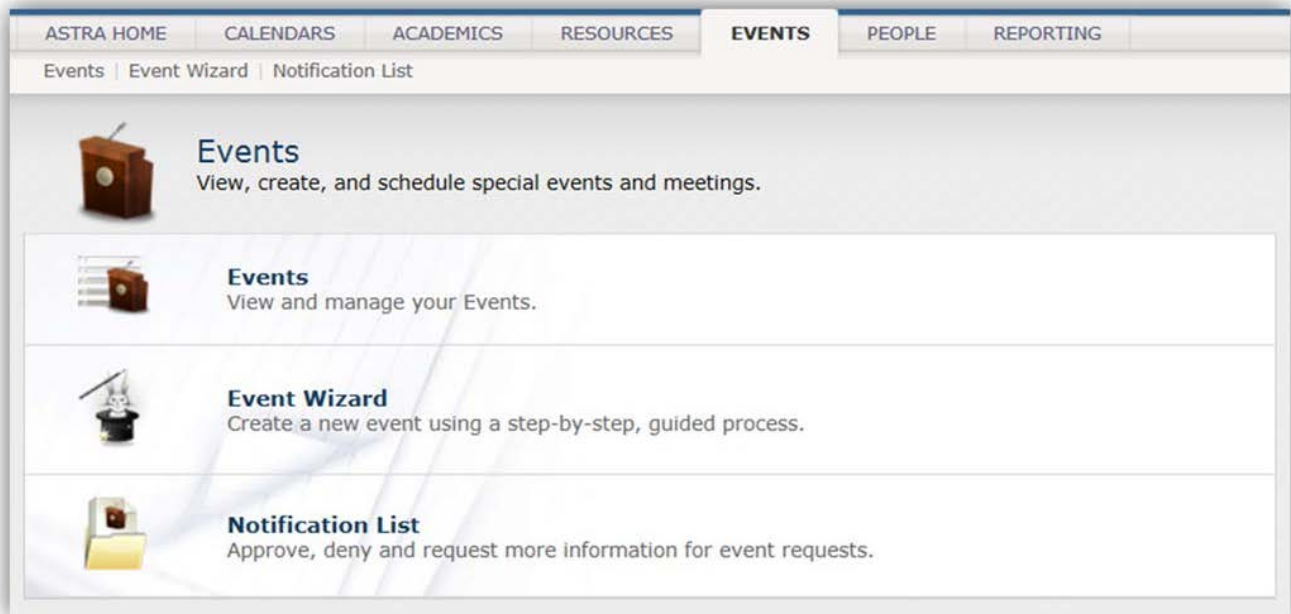 ASTRA HOME CALENDARS ACADEMICS RESOURCES EVENTS PEOPLE REPORTING
Events | Event Wizard | Notification List
Events
View, create, and schedule special events and meetings.
Events
View and manage your Events.
Event Wizard
Create a new event using a step-by-step, guided process.
Notification List
Approve, deny and request more information for event requests.